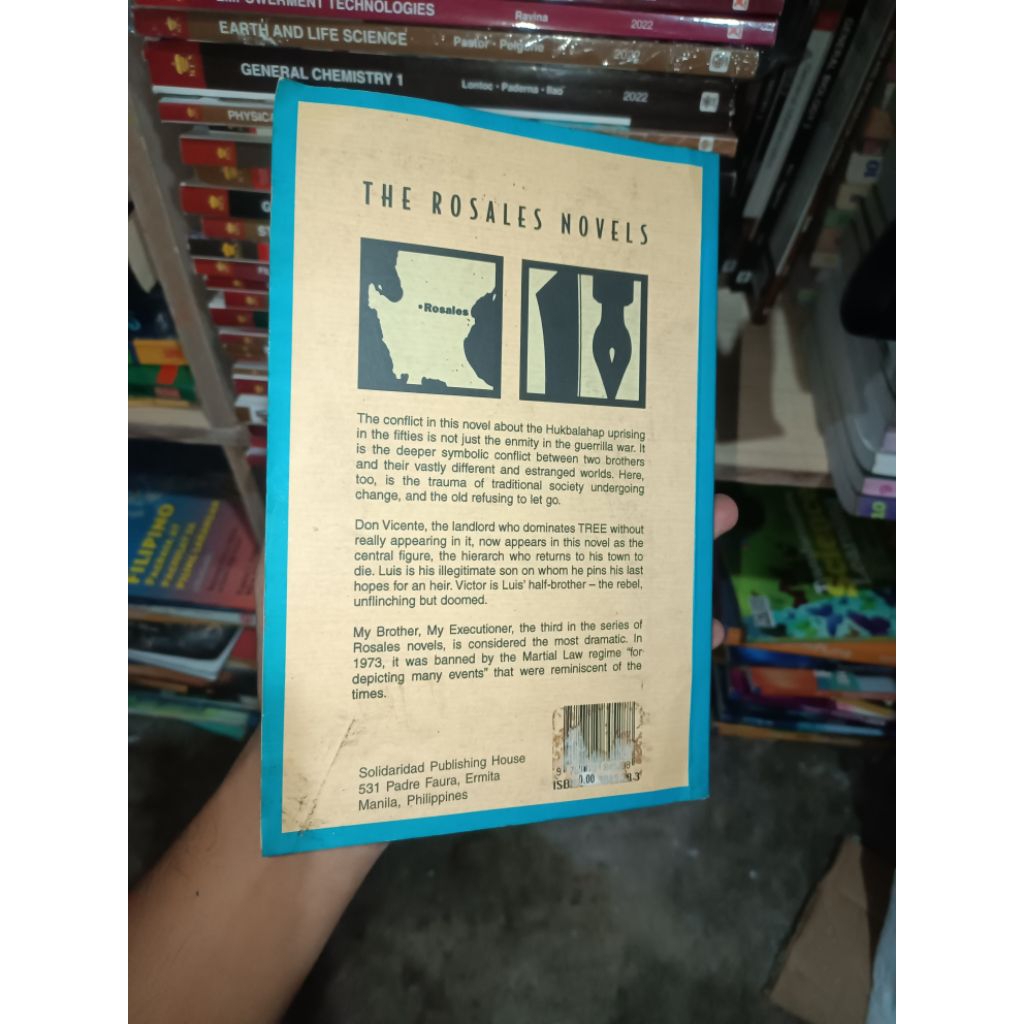 EMPOWERMENT TECHNOLOGIES Ravina 2022
EARTH AND LIFE SCIENCE Pastor · Pelgone 2022
GENERAL CHEMISTRY 1 Lontoc · Paderna · Ilao 2022
THE ROSALES NOVELS
•Rosales
The conflict in this novel about the Hukbalahap uprising
in the fifties is not just the enmity in the guerrilla war. It
is the deeper symbolic conflict between two brothers
and their vastly different and estranged worlds. Here,
too, is the trauma of traditional society undergoing
change, and the old refusing to let go.
Don Vicente, the landlord who dominates TREE without
really appearing in it, now appears in this novel as the
central figure, the hierarch who returns to his town to
die. Luis is his illegitimate son on whom he pins his last
hopes for an heir. Victor is Luis' half-brother – the rebel,
unflinching but doomed.
My Brother, My Executioner, the third in the series of
Rosales novels, is considered the most dramatic. In
1973, it was banned by the Martial Law regime "for
depicting many events" that were reminiscent of the
times.
Solidaridad Publishing House
531 Padre Faura, Ermita
Manila, Philippines
FILIPINO
10